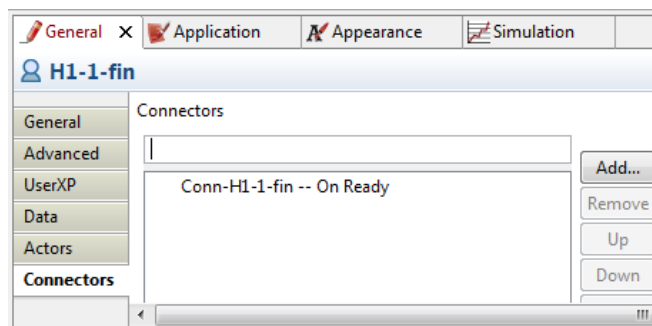 General X Application Appearance Simulation
H1-1-fin
Connectors
General
Advanced
UserXP
Data
Actors
Connectors
Conn-H1-1-fin -- On Ready
Add...
Remove
Up
Down